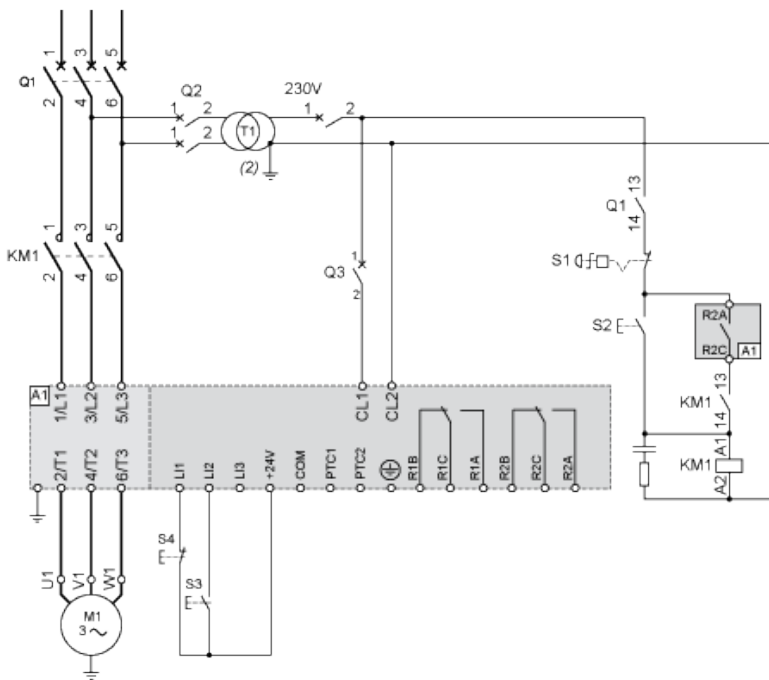 1 3 5
Q1
2 4 6
Q2
1 2
1 2
T1
(2)
230V
1 2
13
Q1
14
S1
1 3 5
KM1
2 4 6
1
Q3
2
S2
R2A
R2C A1
13
KM1
14
A1
KM1
A2
A1
1/L1 3/L2 5/L3
CL1 CL2
2/T1 4/T2 6/T3
LI1 LI2 LI3 +24V COM PTC1 PTC2 R1B R1C R1A R2B R2C R2A
S4
S3
U1 V1 W1
M1
3 ~